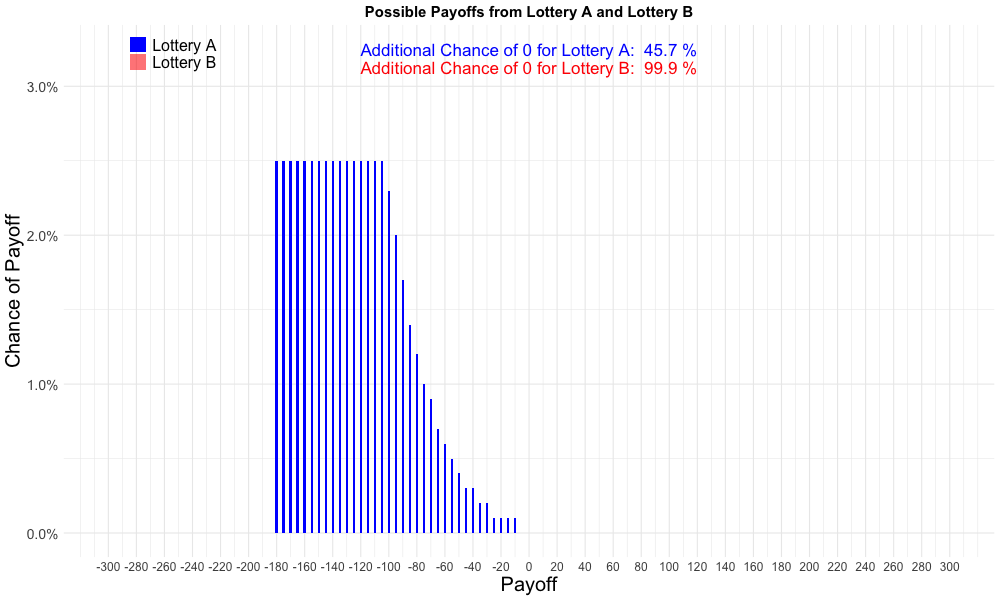 Possible Payoffs from Lottery A and Lottery B
Lottery A
Lottery B
Additional Chance of 0 for Lottery A: 45.7 %
Additional Chance of 0 for Lottery B: 99.9 %
Chance of Payoff
3.0%
2.0%
1.0%
0.0%
-300 -280 -260 -240 -220 -200 -180 -160 -140 -120 -100 -80 -60 -40 -20 0 20 40 60 80 100 120 140 160 180 200 220 240 260 280 300
Payoff